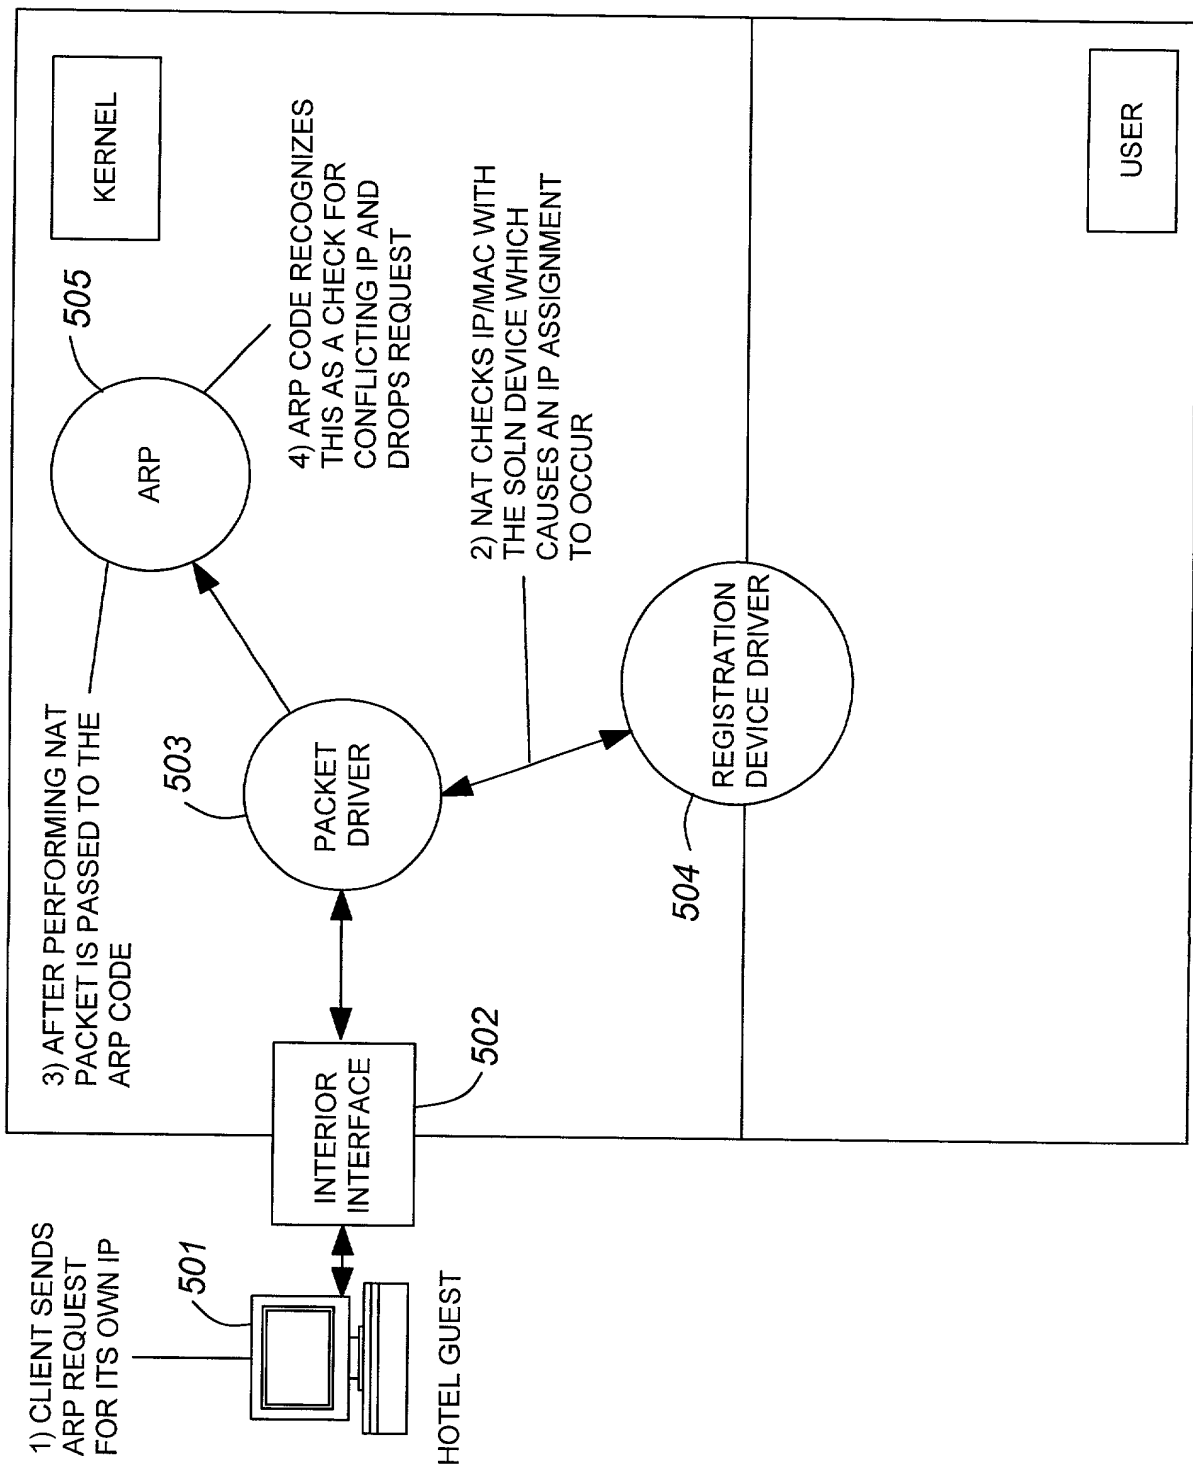 1) CLIENT SENDS
ARP REQUEST
FOR ITS OWN IP
501
HOTEL GUEST
INTERIOR
INTERFACE
502
3) AFTER PERFORMING NAT
PACKET IS PASSED TO THE
ARP CODE
503
PACKET
DRIVER
ARP
505
KERNEL
4) ARP CODE RECOGNIZES
THIS AS A CHECK FOR
CONFLICTING IP AND
DROPS REQUEST
2) NAT CHECKS IP/MAC WITH
THE SOLN DEVICE WHICH
CAUSES AN IP ASSIGNMENT
TO OCCUR
504
REGISTRATION
DEVICE DRIVER
USER